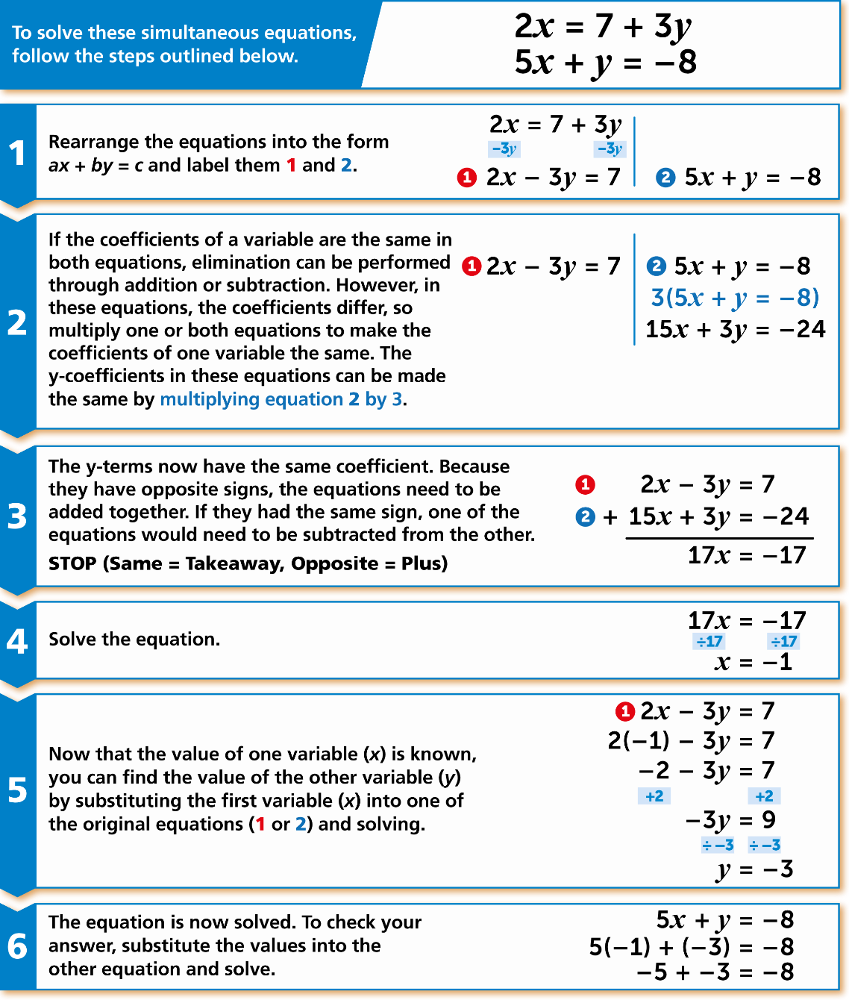 To solve these simultaneous equations,
follow the steps outlined below.
2x = 7 + 3y
5x + y = −8
1
Rearrange the equations into the form
ax + by = c and label them 1 and 2.
2x = 7 + 3y
−3y −3y
1 2x − 3y = 7
2 5x + y = −8
2
If the coefficients of a variable are the same in
both equations, elimination can be performed
through addition or subtraction. However, in
these equations, the coefficients differ, so
multiply one or both equations to make the
coefficients of one variable the same. The
y-coefficients in these equations can be made
the same by multiplying equation 2 by 3.
1 2x − 3y = 7
2 5x + y = −8
3(5x + y = −8)
15x + 3y = −24
3
The y-terms now have the same coefficient. Because
they have opposite signs, the equations need to be
added together. If they had the same sign, one of the
equations would need to be subtracted from the other.
STOP (Same = Takeaway, Opposite = Plus)
1 2x − 3y = 7
2 + 15x + 3y = −24
17x = −17
4
Solve the equation.
17x = −17
÷17 ÷17
x = −1
5
Now that the value of one variable (x) is known,
you can find the value of the other variable (y)
by substituting the first variable (x) into one of
the original equations (1 or 2) and solving.
1 2x − 3y = 7
2(−1) − 3y = 7
−2 − 3y = 7
+2 +2
−3y = 9
÷ −3 ÷ −3
y = −3
6
The equation is now solved. To check your
answer, substitute the values into the
other equation and solve.
5x + y = −8
5(−1) + (−3) = −8
−5 + −3 = −8